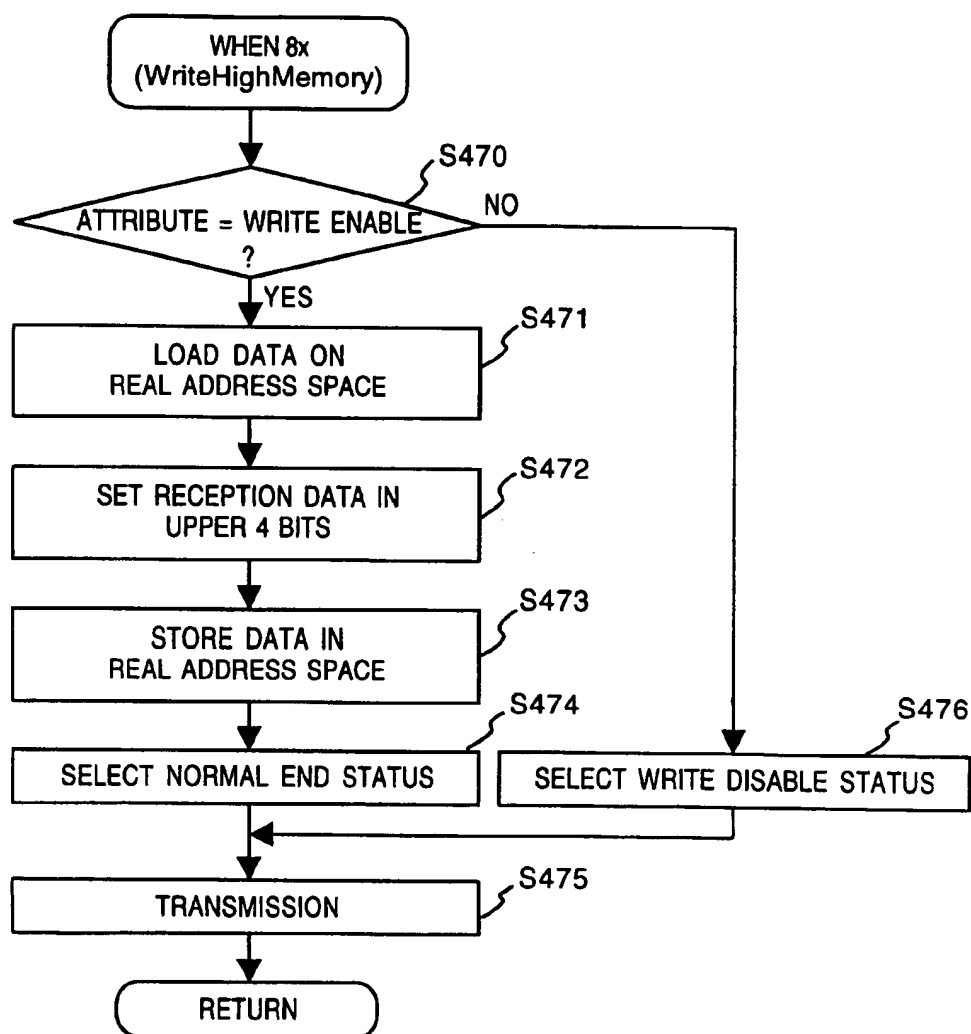 WHEN 8x
(WriteHighMemory)
S470
ATTRIBUTE = WRITE ENABLE
?
NO
YES
S471
LOAD DATA ON
REAL ADDRESS SPACE
S472
SET RECEPTION DATA IN
UPPER 4 BITS
S473
STORE DATA IN
REAL ADDRESS SPACE
S474
SELECT NORMAL END STATUS
S476
SELECT WRITE DISABLE STATUS
S475
TRANSMISSION
RETURN